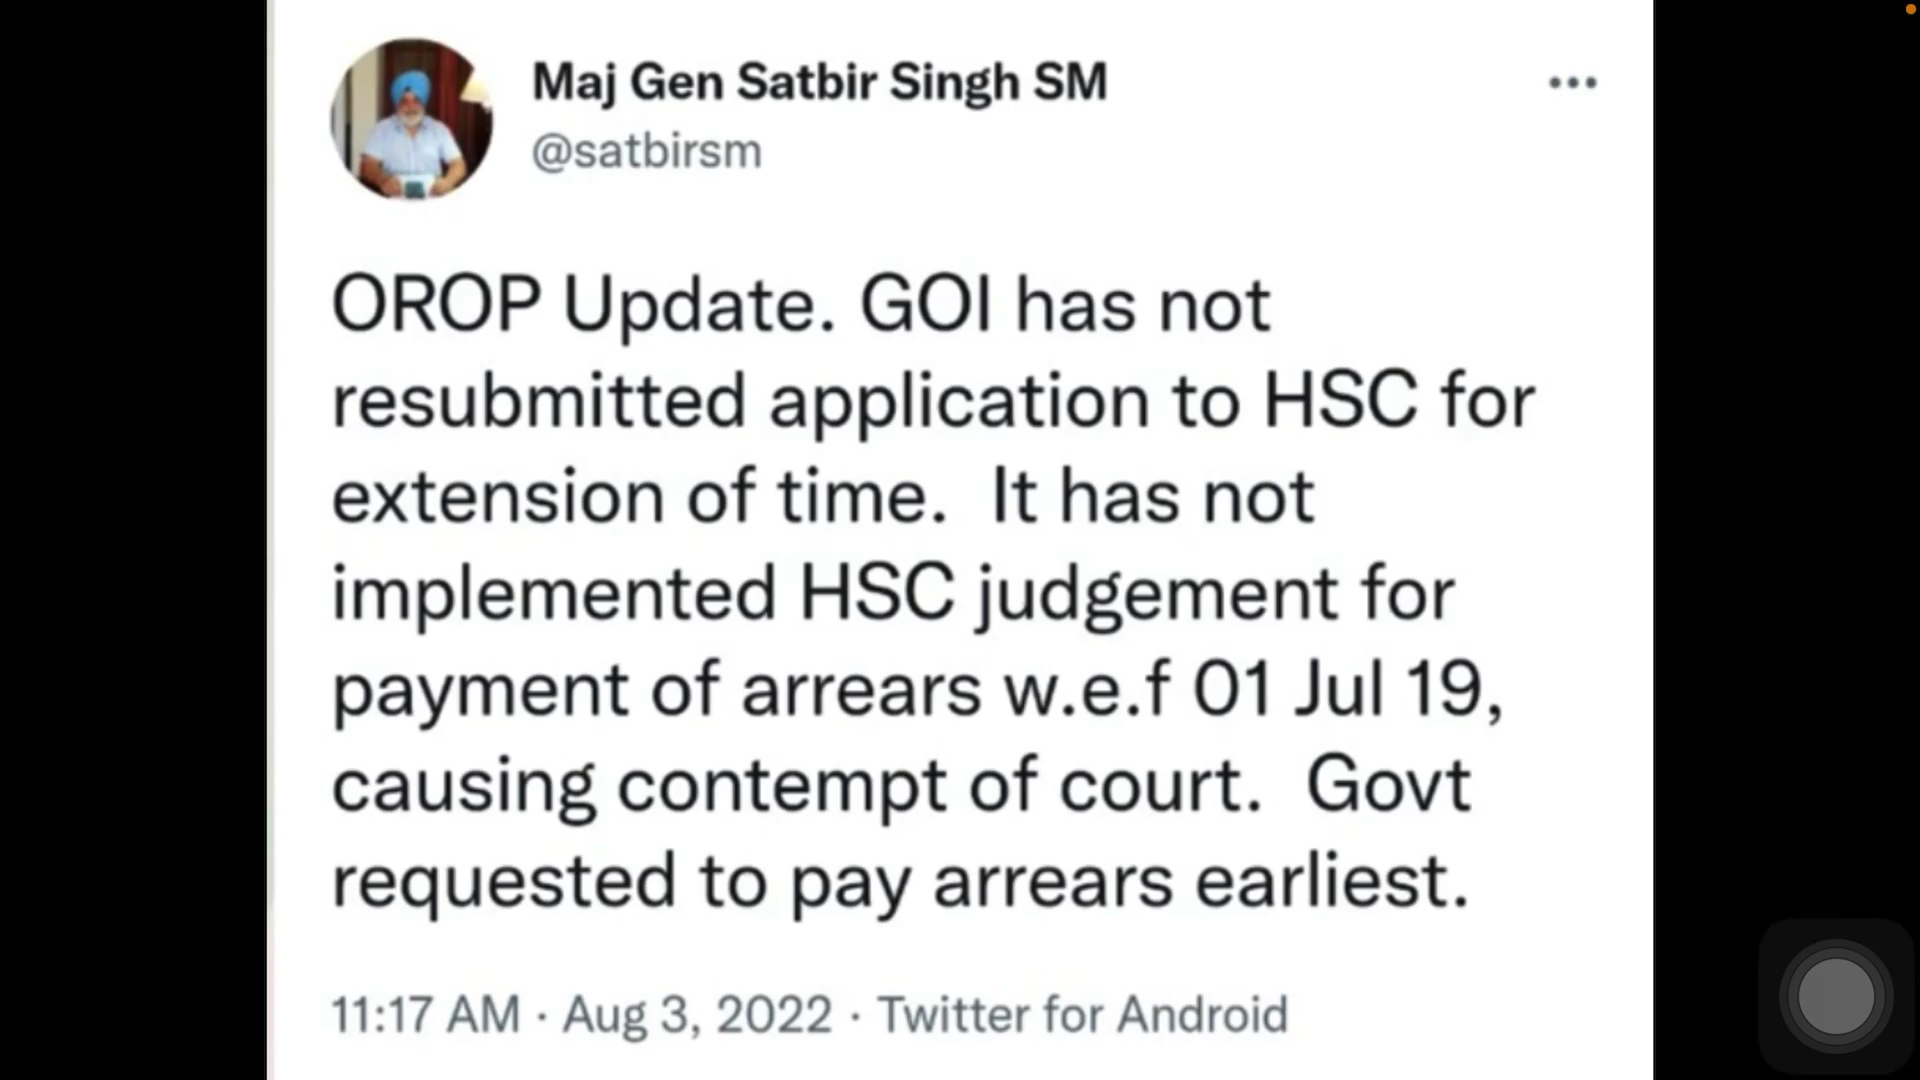 Maj Gen Satbir Singh SM
@satbirsm
OROP Update. GOI has not
resubmitted application to HSC for
extension of time.  It has not
implemented HSC judgement for
payment of arrears w.e.f 01 Jul 19,
causing contempt of court.  Govt
requested to pay arrears earliest.
11:17 AM · Aug 3, 2022 · Twitter for Android